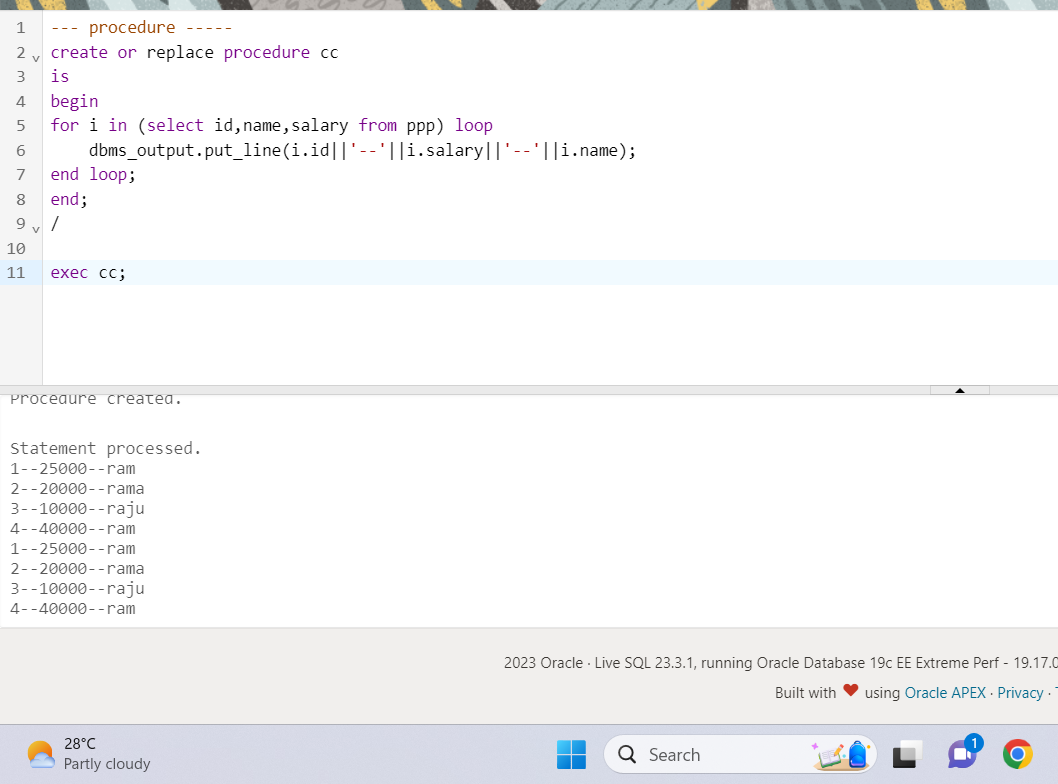 1 --- procedure -----
2 create or replace procedure cc
3 is
4 begin
5 for i in (select id,name,salary from ppp) loop
6     dbms_output.put_line(i.id||'--'||i.salary||'--'||i.name);
7 end loop;
8 end;
9 /
10
11 exec cc;
Procedure created.
Statement processed.
1--25000--ram
2--20000--rama
3--10000--raju
4--40000--ram
1--25000--ram
2--20000--rama
3--10000--raju
4--40000--ram
2023 Oracle · Live SQL 23.3.1, running Oracle Database 19c EE Extreme Perf - 19.17.0
Built with ❤ using Oracle APEX · Privacy ·
28°C
Partly cloudy
Search
1